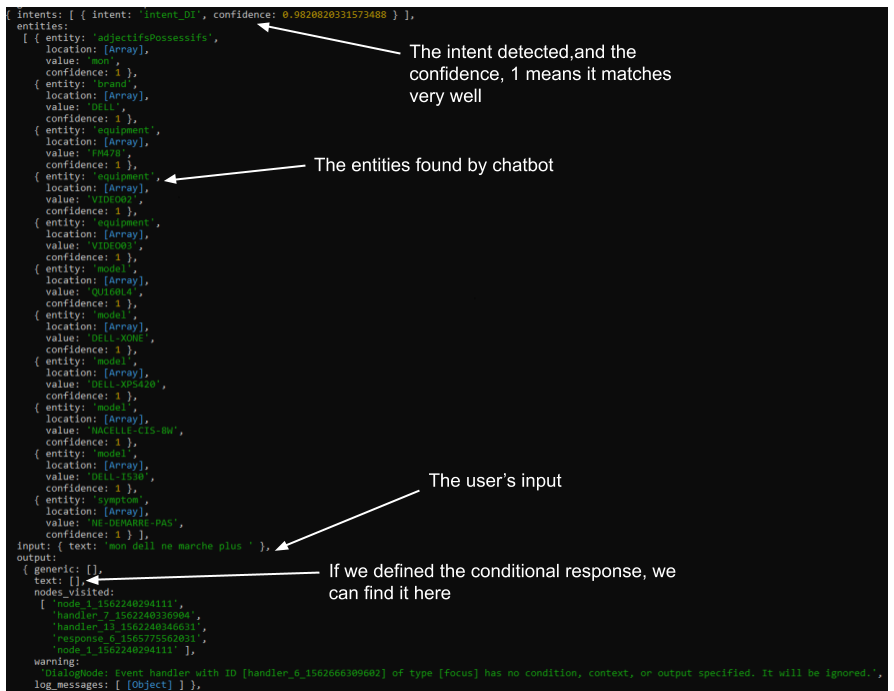 { intents: [ { intent: 'intent_DI', confidence: 0.9820820331573488 } ],
entities:
[ { entity: 'adjectifsPossessifs',
location: [Array],
value: 'mon',
confidence: 1 },
{ entity: 'brand',
location: [Array],
value: 'DELL',
confidence: 1 },
{ entity: 'equipment',
location: [Array],
value: 'FM478',
confidence: 1 },
{ entity: 'equipment',
location: [Array],
value: 'VIDEO02',
confidence: 1 },
{ entity: 'equipment',
location: [Array],
value: 'VIDEO03',
confidence: 1 },
{ entity: 'model',
location: [Array],
value: 'QU160L4',
confidence: 1 },
{ entity: 'model',
location: [Array],
value: 'DELL-XONE',
confidence: 1 },
{ entity: 'model',
location: [Array],
value: 'DELL-XPS420',
confidence: 1 },
{ entity: 'model',
location: [Array],
value: 'NACELLE-CIS-8W',
confidence: 1 },
{ entity: 'model',
location: [Array],
value: 'DELL-I530',
confidence: 1 },
{ entity: 'symptom',
location: [Array],
value: 'NE-DEMARRE-PAS',
confidence: 1 } ],
input: { text: 'mon dell ne marche plus ' },
output:
{ generic: [],
text: [],
nodes_visited:
[ 'node_1_1562240294111',
'handler_7_1562240336904',
'handler_13_1562240346631',
'response_6_1565775562031',
'node_1_1562240294111' ],
warning:
'DialogNode: Event handler with ID [handler_6_1562666309602] of type [focus] has no condition, context, or output specified. It will be ignored.',
log_messages: [ [Object] ] },
The intent detected,and the
confidence, 1 means it matches
very well
The entities found by chatbot
The user's input
If we defined the conditional response, we
can find it here